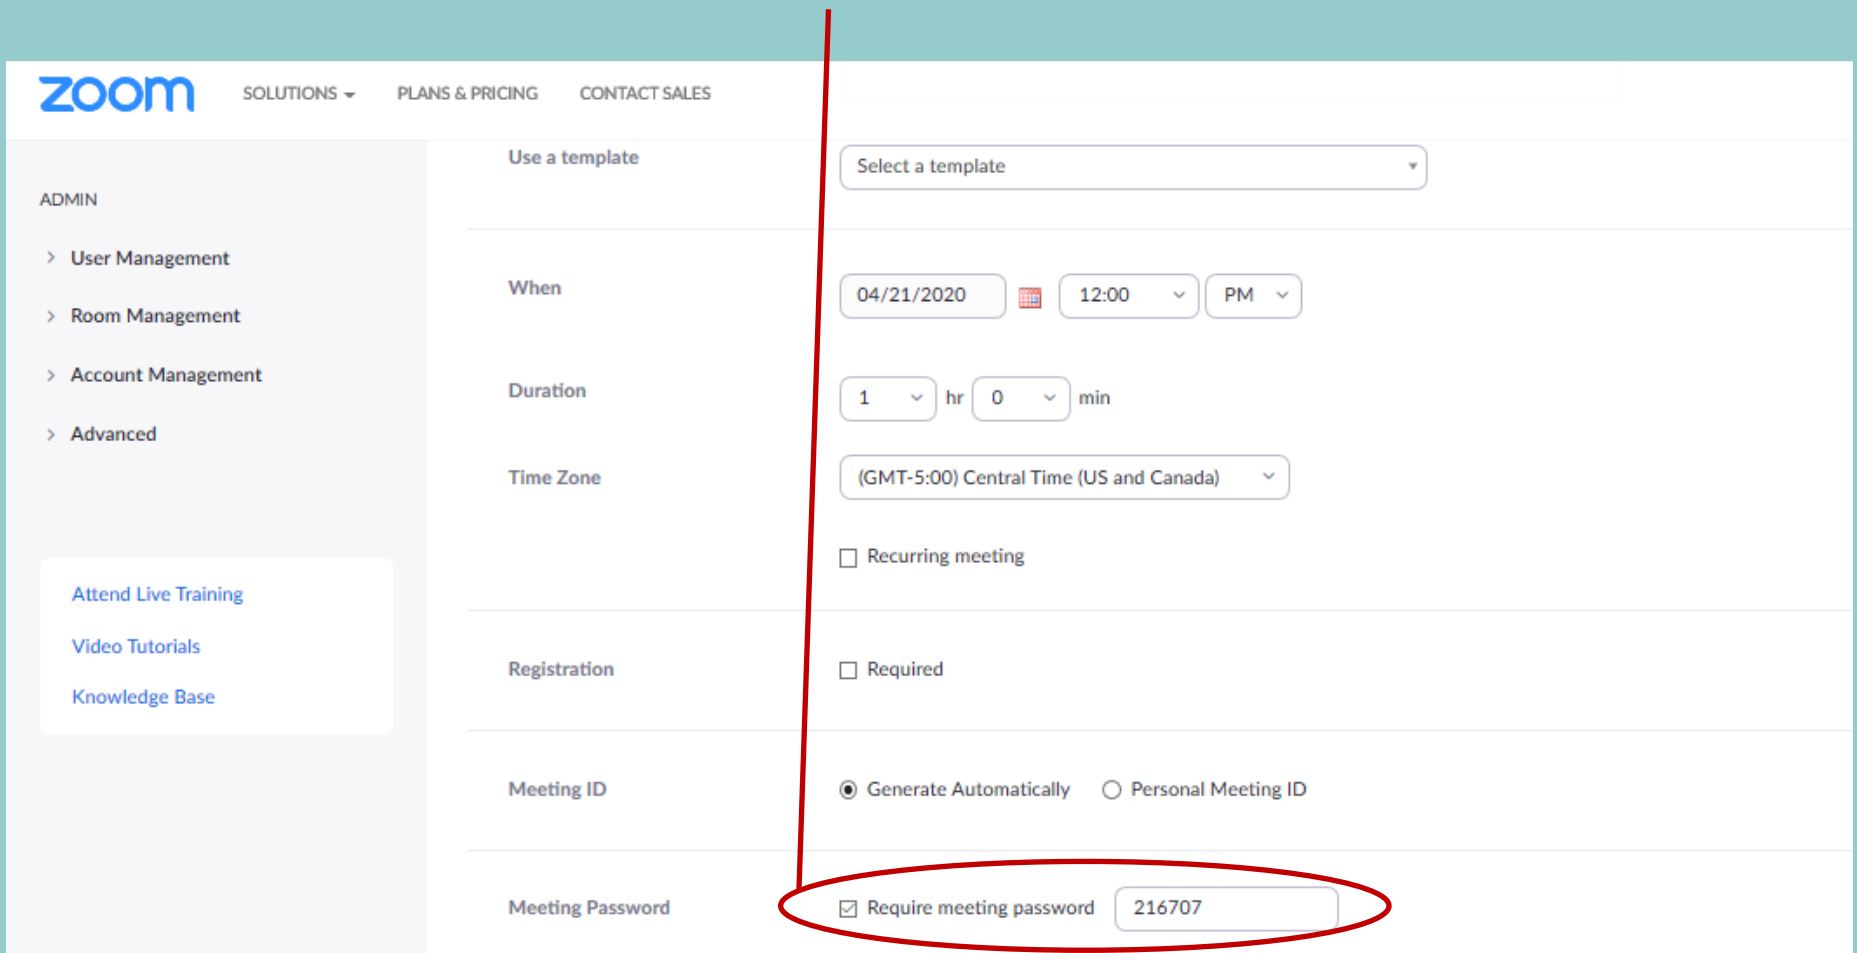 zoom SOLUTIONS PLANS & PRICING CONTACT SALES
ADMIN
User Management
Room Management
Account Management
Advanced
Attend Live Training
Video Tutorials
Knowledge Base
Use a template Select a template
When 04/21/2020 12:00 PM
Duration 1 hr 0 min
Time Zone (GMT-5:00) Central Time (US and Canada)
Recurring meeting
Registration Required
Meeting ID Generate Automatically Personal Meeting ID
Meeting Password Require meeting password 216707